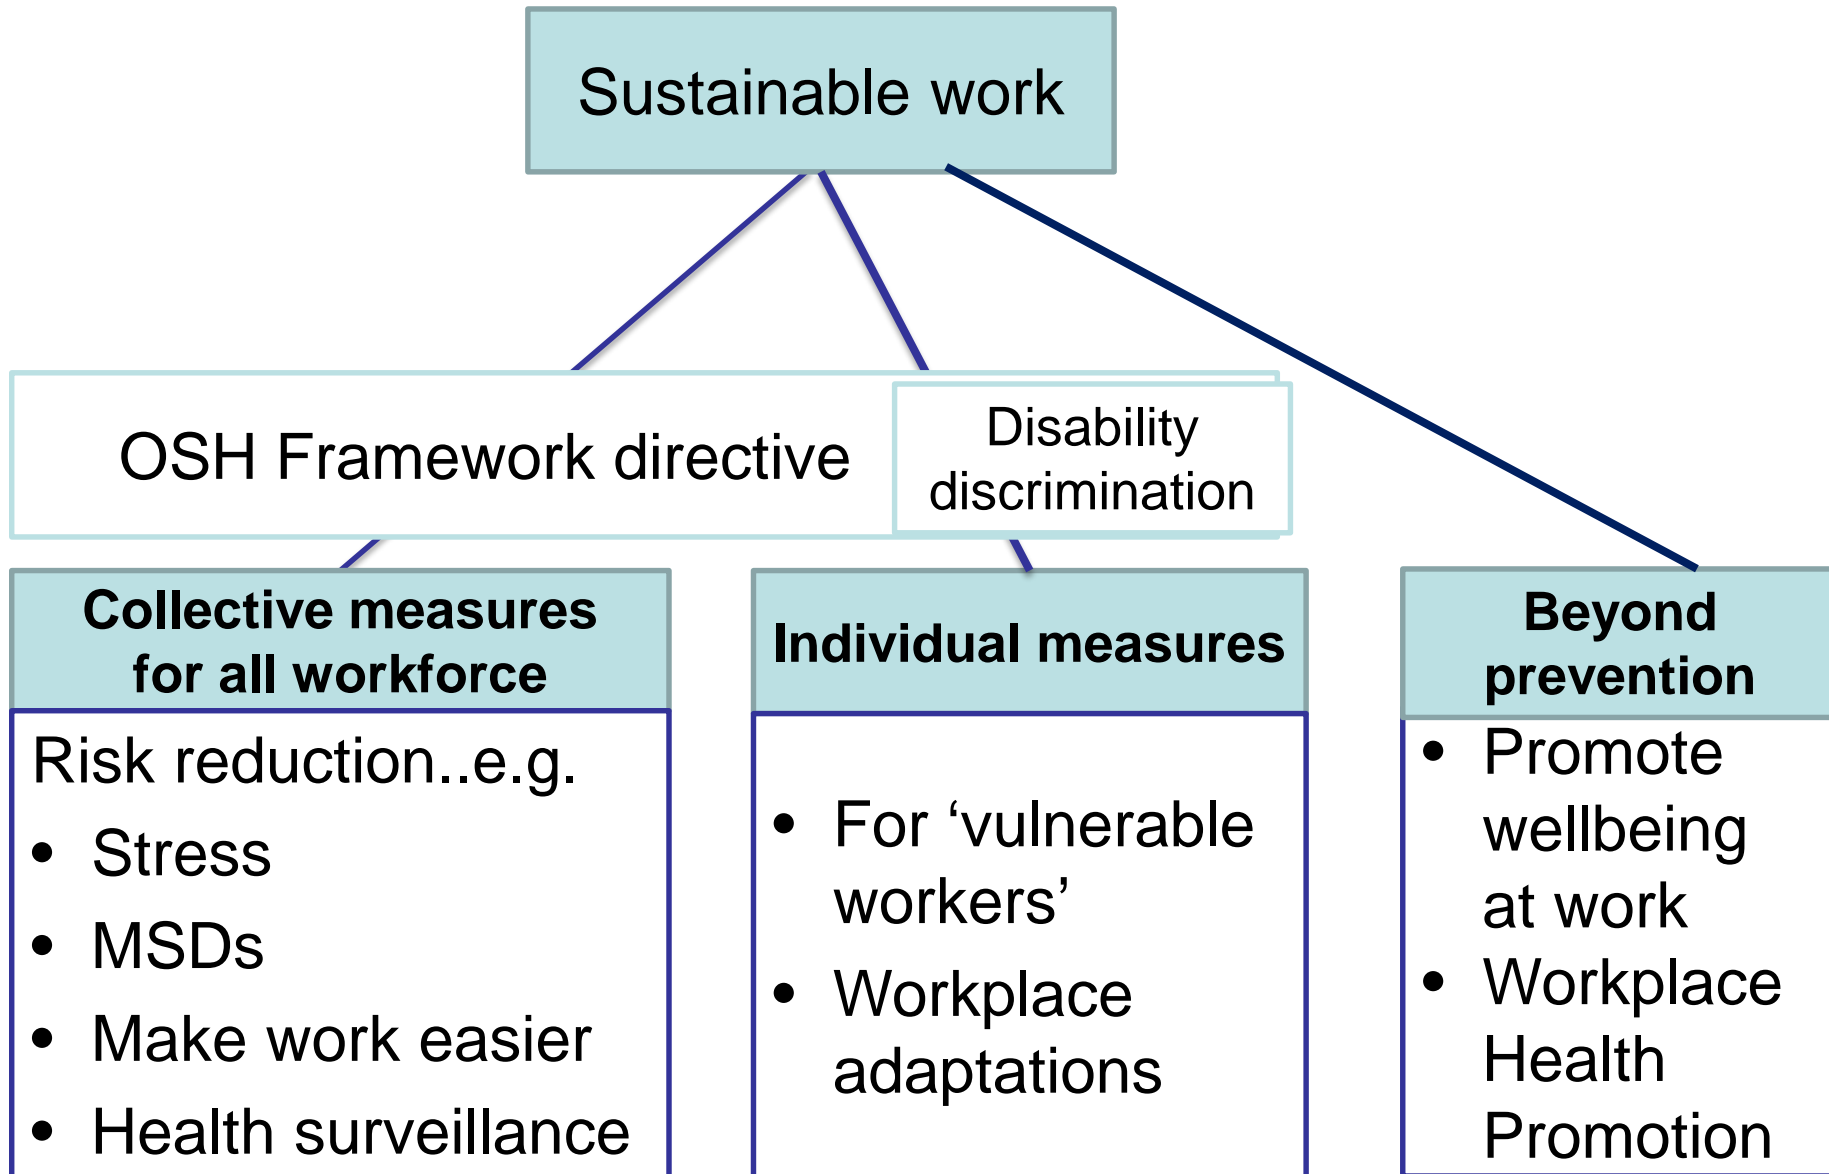 Sustainable work
OSH Framework directive
Disability
discrimination
Collective measures
for all workforce
Risk reduction..e.g.
• Stress
• MSDs
• Make work easier
• Health surveillance
Individual measures
• For ‘vulnerable
workers’
• Workplace
adaptations
Beyond
prevention
• Promote
wellbeing
at work
• Workplace
Health
Promotion